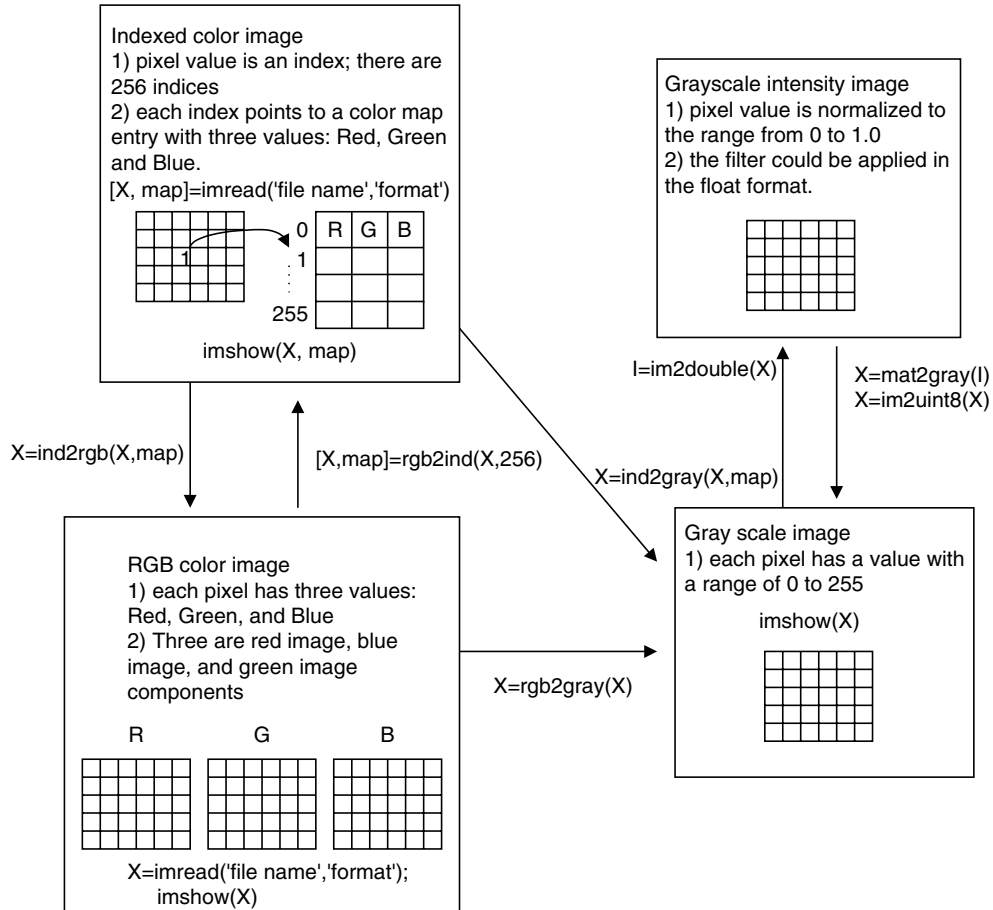 Indexed color image
1) pixel value is an index; there are
256 indices
2) each index points to a color map
entry with three values: Red, Green
and Blue.
[X, map]=imread('file name','format')
0 R G B
1 1
255
imshow(X, map)
Grayscale intensity image
1) pixel value is normalized to
the range from 0 to 1.0
2) the filter could be applied in
the float format.
I=im2double(X)
X=mat2gray(I)
X=im2uint8(X)
X=ind2rgb(X,map)
[X,map]=rgb2ind(X,256)
X=ind2gray(X,map)
RGB color image
1) each pixel has three values:
Red, Green, and Blue
2) Three are red image, blue
image, and green image
components
R G B
X=imread('file name','format');
imshow(X)
X=rgb2gray(X)
Gray scale image
1) each pixel has a value with
a range of 0 to 255
imshow(X)